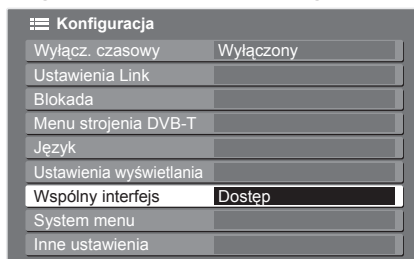 Konfiguracja
Wyłącz. czasowy Wyłączony
Ustawienia Link
Blokada
Menu strojenia DVB-T
Język
Ustawienia wyświetlania
Wspólny interfejs Dostęp
System menu
Inne ustawienia